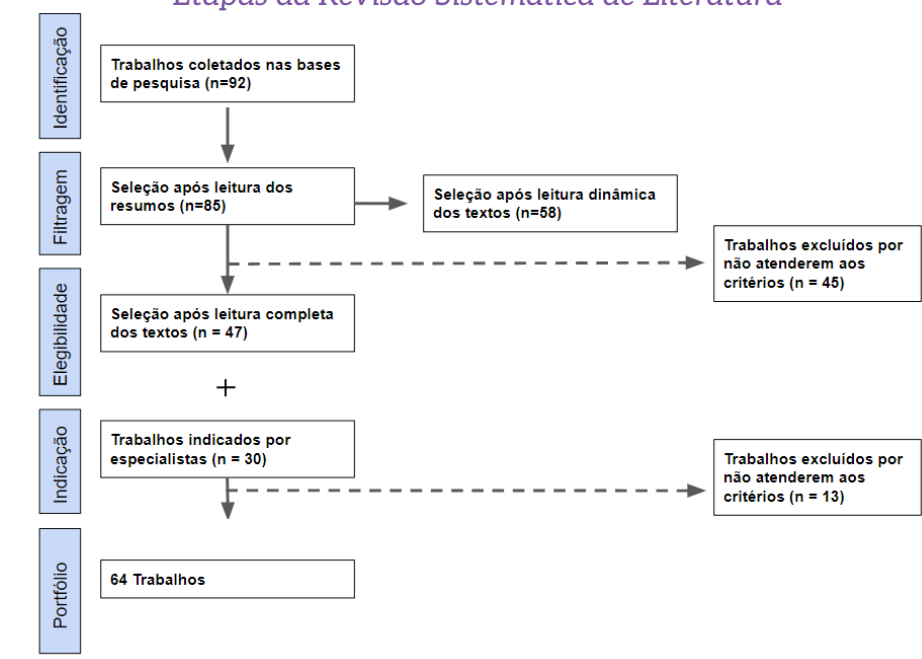 Etapas da Revisão Sistemática de Literatura
Identificação
Trabalhos coletados nas bases
de pesquisa (n=92)
Filtragem
Seleção após leitura dos
resumos (n=85)
Seleção após leitura dinâmica
dos textos (n=58)
Trabalhos excluídos por
não atenderem aos
critérios (n = 45)
Elegibilidade
Seleção após leitura completa
dos textos (n = 47)
+
Indicação
Trabalhos indicados por
especialistas (n = 30)
Trabalhos excluídos por
não atenderem aos
critérios (n = 13)
Portfólio
64 Trabalhos